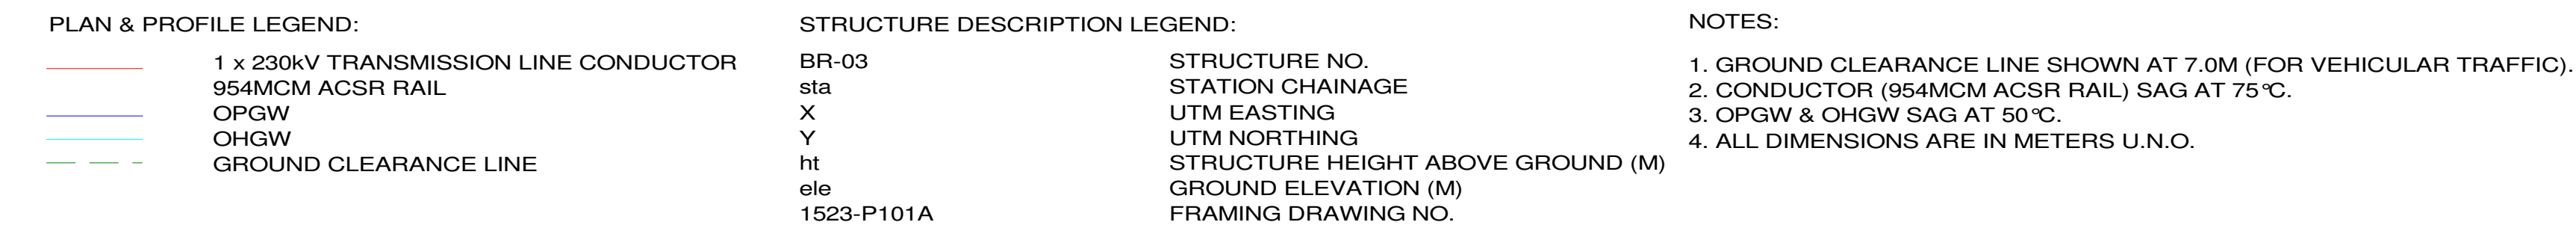 PLAN & PROFILE LEGEND:
1 x 230kV TRANSMISSION LINE CONDUCTOR
954MCM ACSR RAIL
OPGW
OHGW
GROUND CLEARANCE LINE
STRUCTURE DESCRIPTION LEGEND:
BR-03 STRUCTURE NO.
sta STATION CHAINAGE
X UTM EASTING
Y UTM NORTHING
ht STRUCTURE HEIGHT ABOVE GROUND (M)
ele GROUND ELEVATION (M)
1523-P101A FRAMING DRAWING NO.
NOTES:
1. GROUND CLEARANCE LINE SHOWN AT 7.0M (FOR VEHICULAR TRAFFIC).
2. CONDUCTOR (954MCM ACSR RAIL) SAG AT 75°C.
3. OPGW & OHGW SAG AT 50°C.
4. ALL DIMENSIONS ARE IN METERS U.N.O.